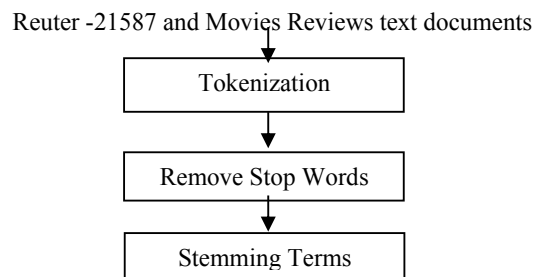 Reuter -21587 and Movies Reviews text documents
Tokenization
Remove Stop Words
Stemming Terms